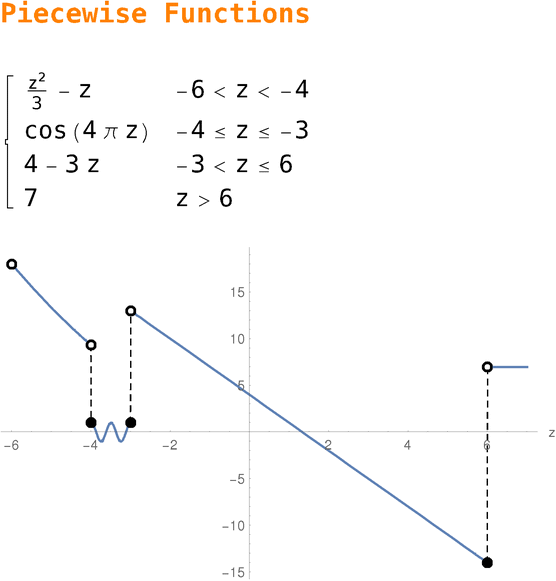 Piecewise Functions
z²/3 − z    −6 < z < −4
cos (4 π z)    −4 ≤ z ≤ −3
4 − 3 z    −3 < z ≤ 6
7    z > 6
15
10
5
−6 −4 −2 2 4 6 z
−5
−10
−15